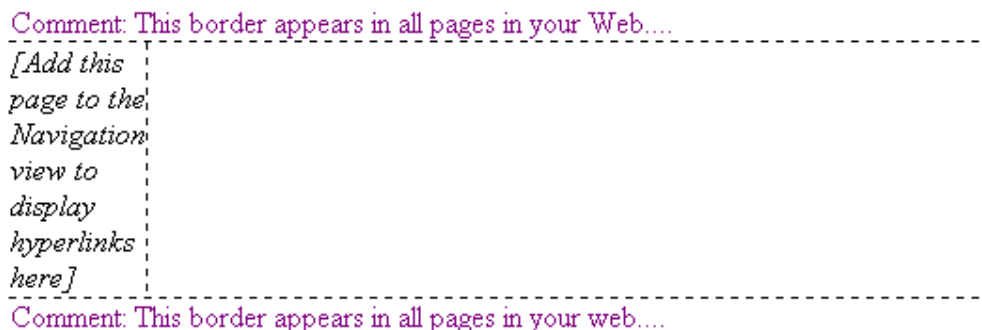 Comment: This border appears in all pages in your Web....
[Add this
page to the
Navigation
view to
display
hyperlinks
here]
Comment: This border appears in all pages in your web....